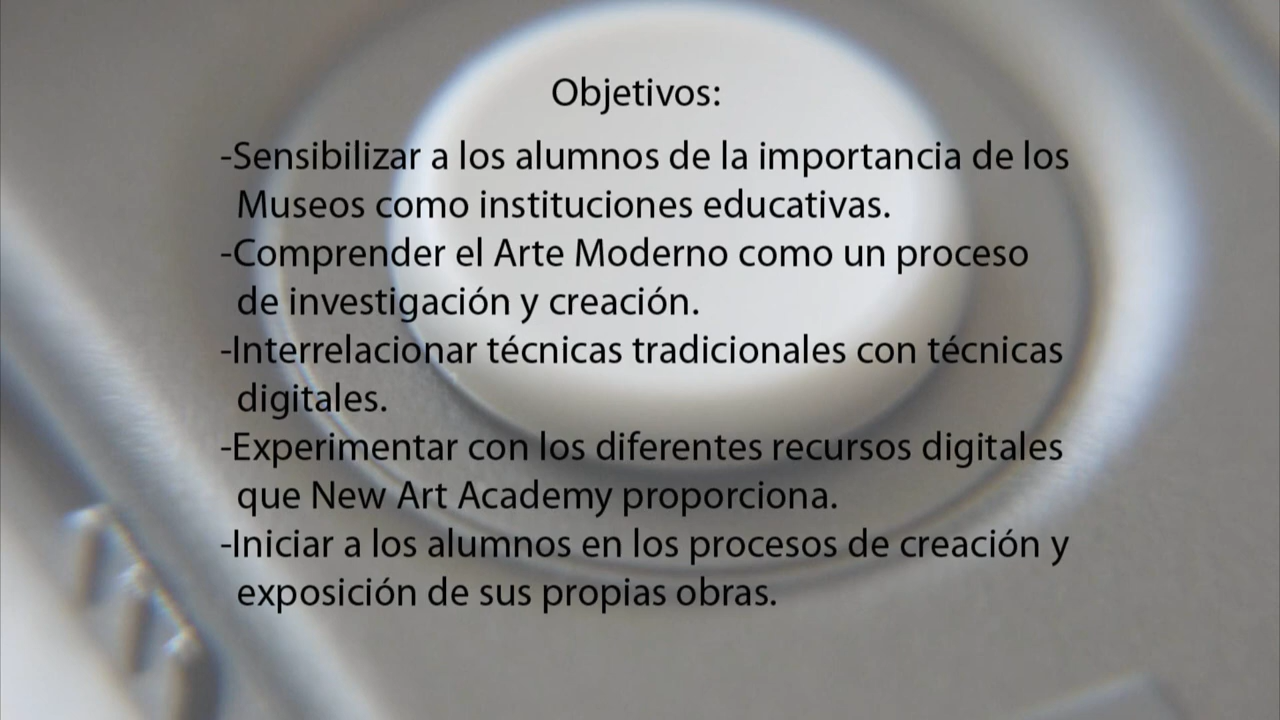 Objetivos:
-Sensibilizar a los alumnos de la importancia de los
Museos como instituciones educativas.
-Comprender el Arte Moderno como un proceso
de investigación y creación.
-Interrelacionar técnicas tradicionales con técnicas
digitales.
-Experimentar con los diferentes recursos digitales
que New Art Academy proporciona.
-Iniciar a los alumnos en los procesos de creación y
exposición de sus propias obras.